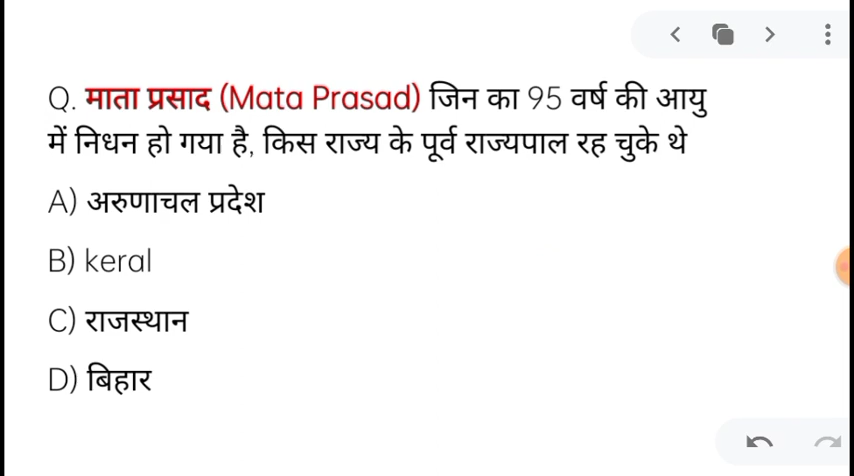 Q. माता प्रसाद (Mata Prasad) जिन का 95 वर्ष की आयु
में निधन हो गया है, किस राज्य के पूर्व राज्यपाल रह चुके थे
A) अरुणाचल प्रदेश
B) keral
C) राजस्थान
D) बिहार